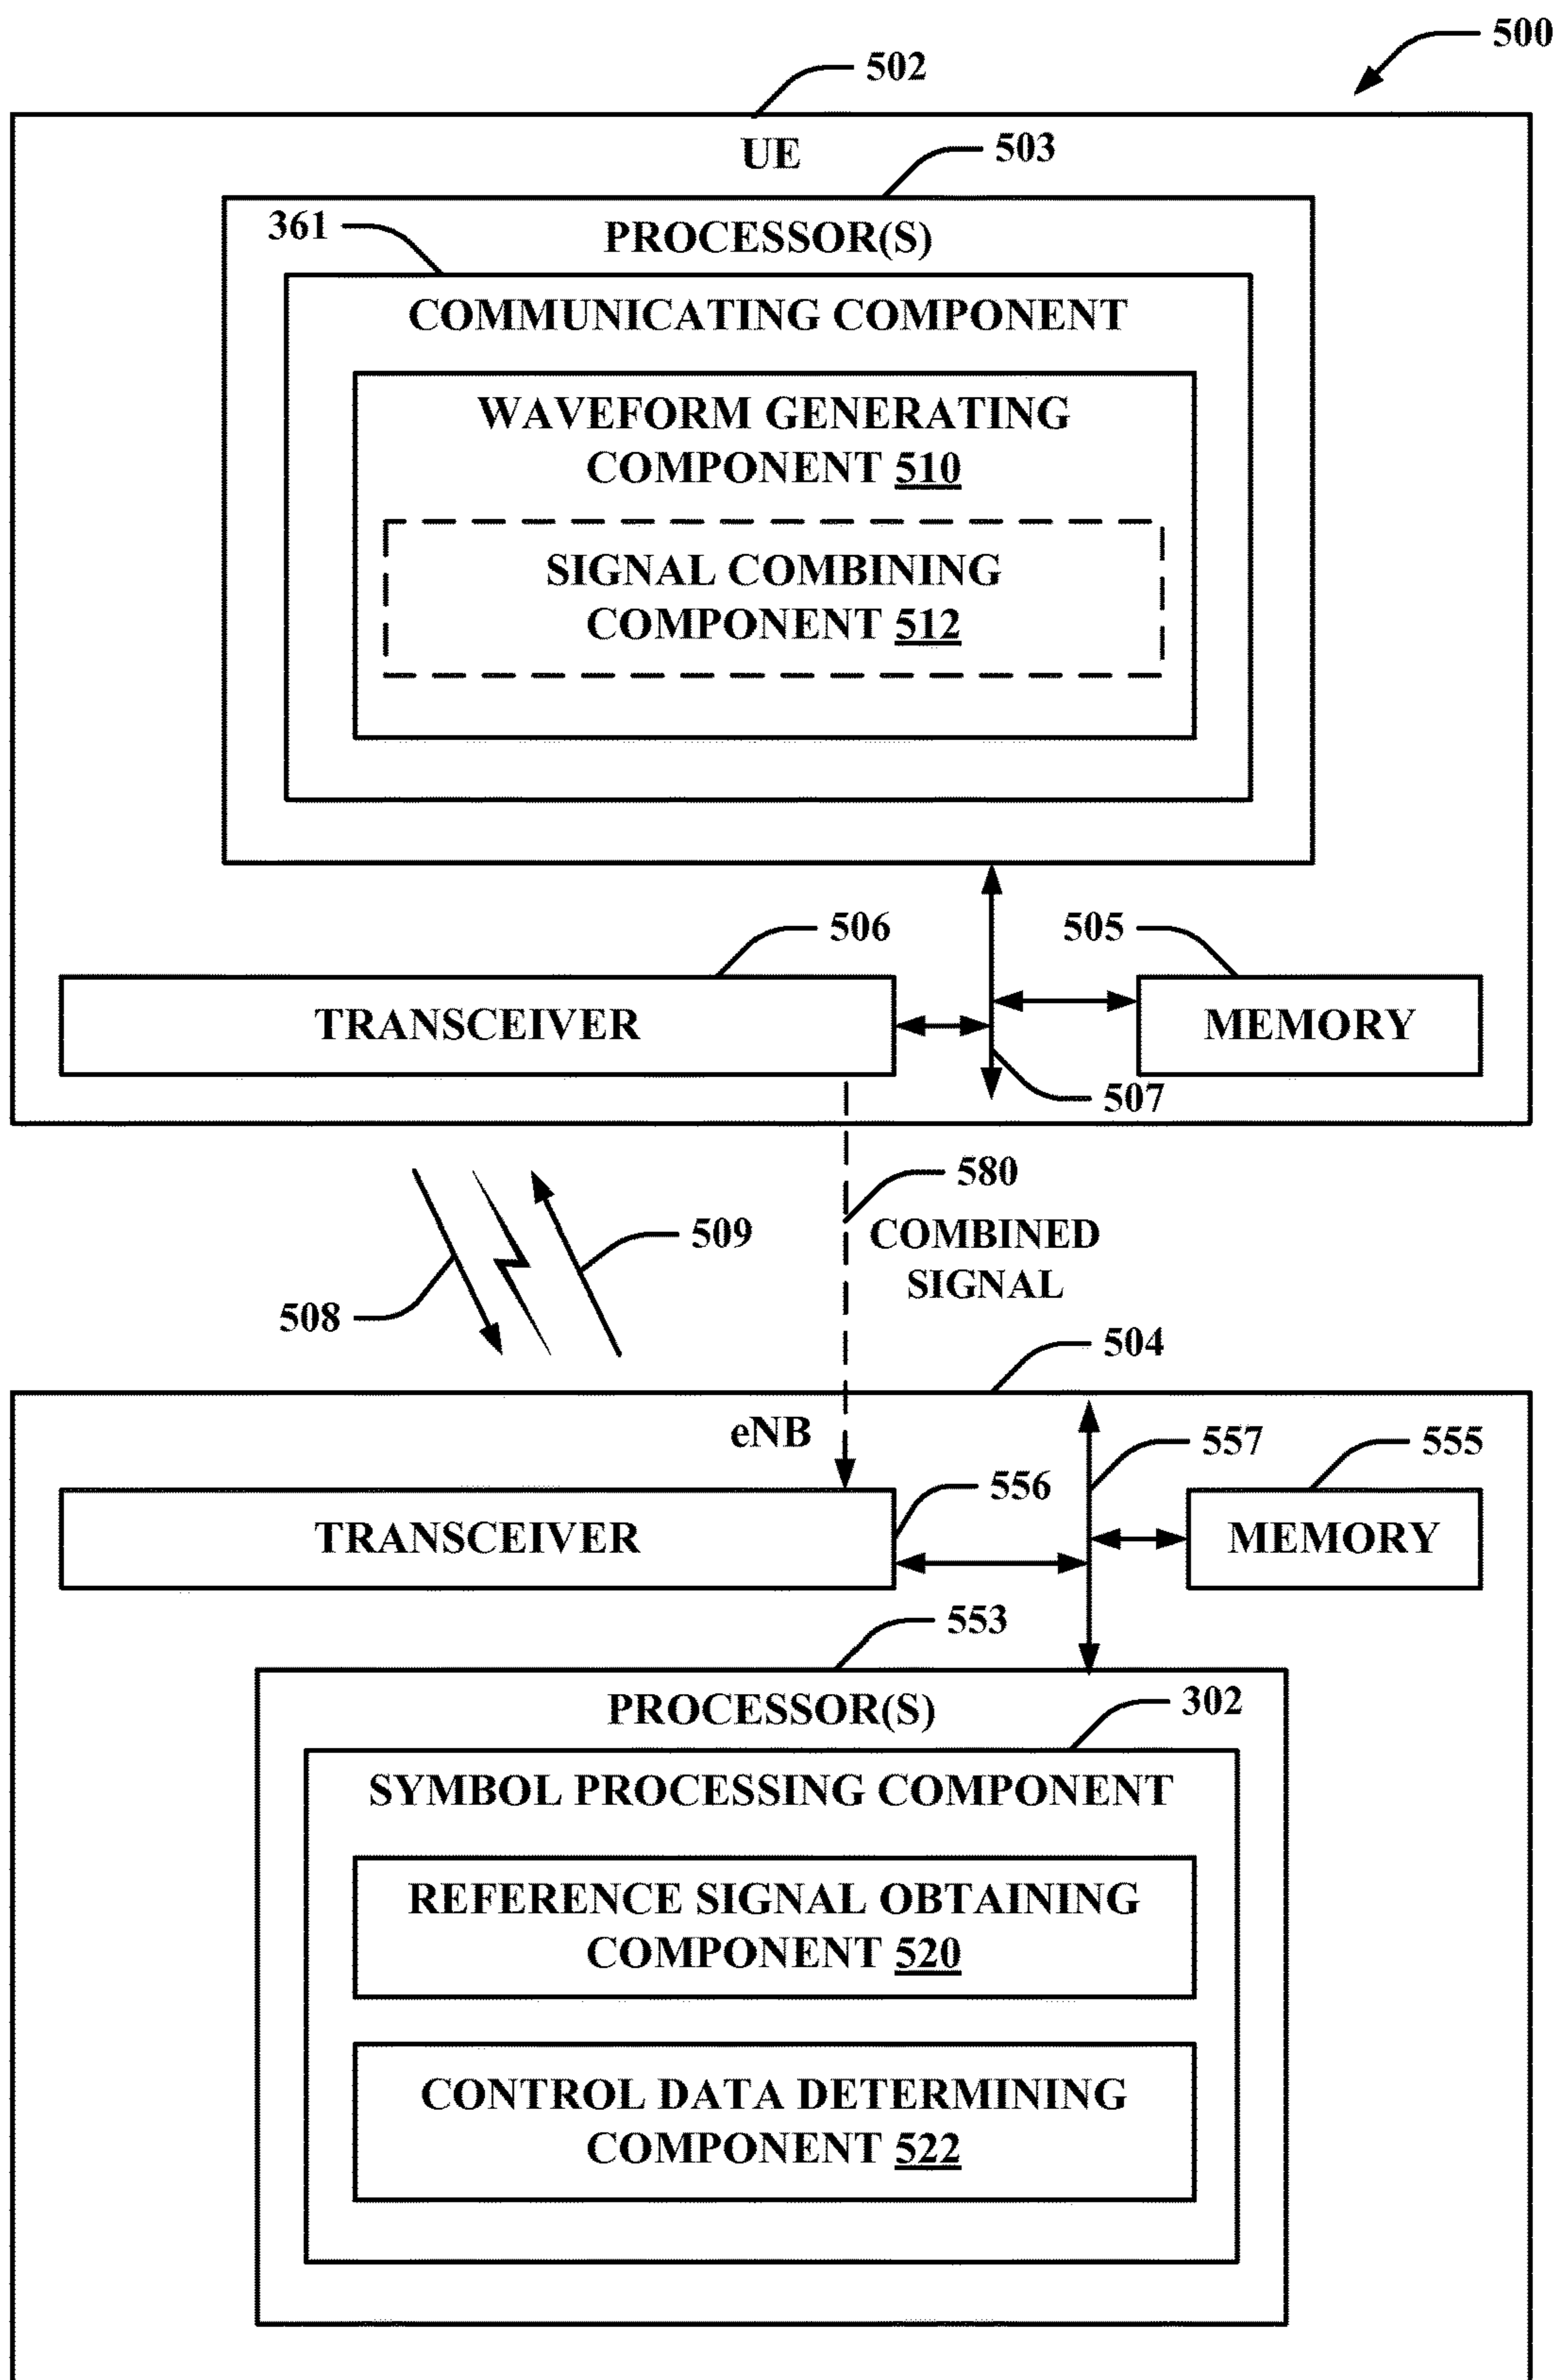 500
502
UE
503
361
PROCESSOR(S)
COMMUNICATING COMPONENT
WAVEFORM GENERATING
COMPONENT 510
SIGNAL COMBINING
COMPONENT 512
506
505
TRANSCEIVER
MEMORY
507
580
509
COMBINED
SIGNAL
508
504
eNB
557
555
556
TRANSCEIVER
MEMORY
553
302
PROCESSOR(S)
SYMBOL PROCESSING COMPONENT
REFERENCE SIGNAL OBTAINING
COMPONENT 520
CONTROL DATA DETERMINING
COMPONENT 522